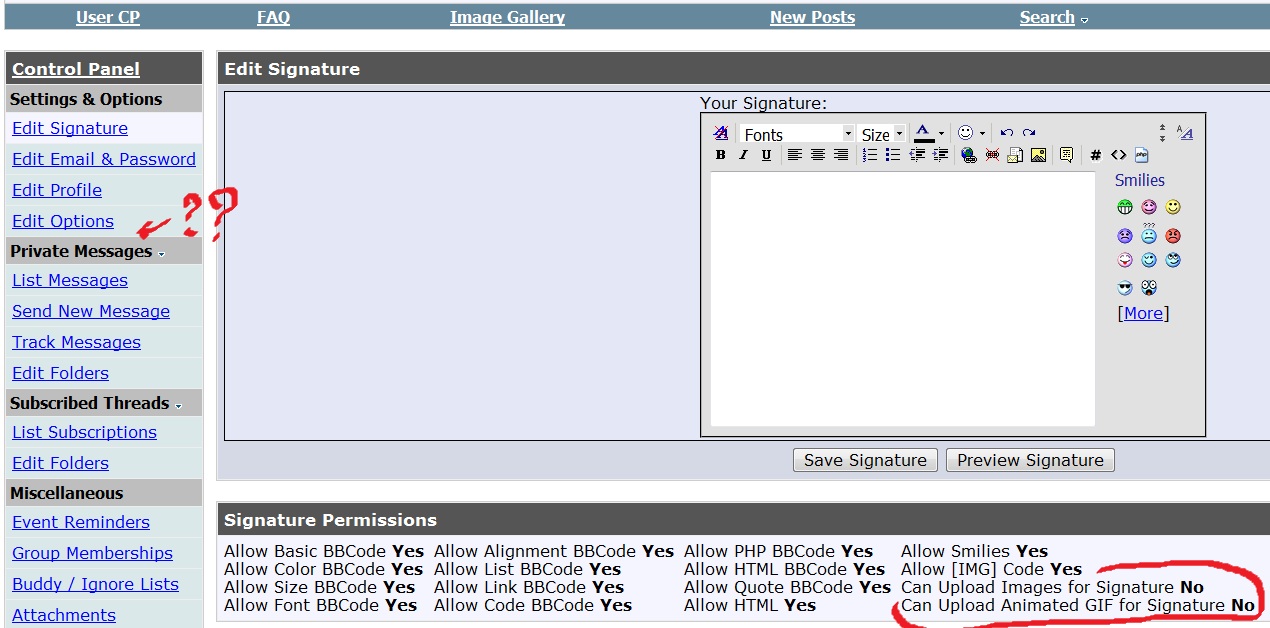 User CP FAQ Image Gallery New Posts Search
Control Panel
Settings & Options
Edit Signature
Edit Email & Password
Edit Profile
Edit Options
??
Private Messages
List Messages
Send New Message
Track Messages
Edit Folders
Subscribed Threads
List Subscriptions
Edit Folders
Miscellaneous
Event Reminders
Group Memberships
Buddy / Ignore Lists
Attachments
Edit Signature
Your Signature:
A Fonts Size A A A
B I U # <> php
Smilies
???
[More]
Save Signature Preview Signature
Signature Permissions
Allow Basic BBCode Yes Allow Alignment BBCode Yes Allow PHP BBCode Yes Allow Smilies Yes
Allow Color BBCode Yes Allow List BBCode Yes Allow HTML BBCode Yes Allow [IMG] Code Yes
Allow Size BBCode Yes Allow Link BBCode Yes Allow Quote BBCode Yes Can Upload Images for Signature No
Allow Font BBCode Yes Allow Code BBCode Yes Allow HTML Yes Can Upload Animated GIF for Signature No